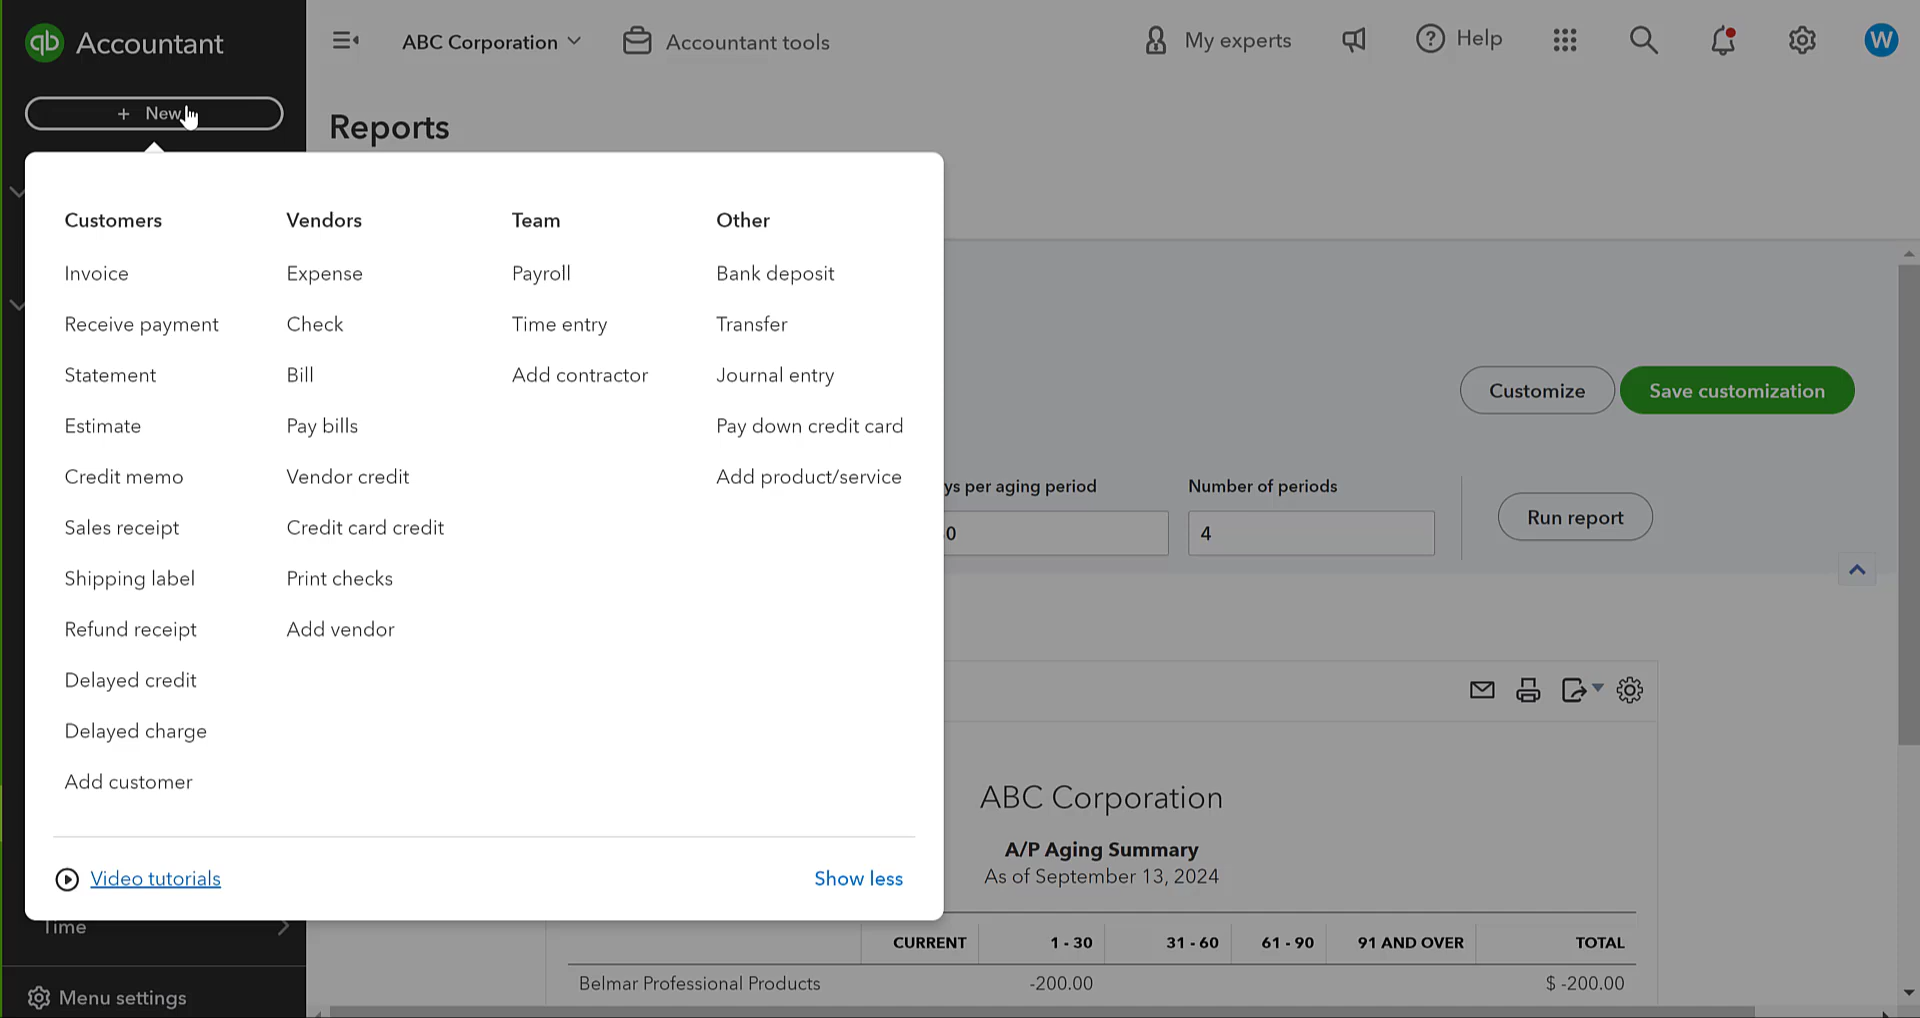 qb Accountant
ABC Corporation
Accountant tools
My experts
Help
W
+ New
Reports
Customers
Invoice
Receive payment
Statement
Estimate
Credit memo
Sales receipt
Shipping label
Refund receipt
Delayed credit
Delayed charge
Add customer
Vendors
Expense
Check
Bill
Pay bills
Vendor credit
Credit card credit
Print checks
Add vendor
Team
Payroll
Time entry
Add contractor
Other
Bank deposit
Transfer
Journal entry
Pay down credit card
Add product/service
Video tutorials
Show less
Customize
Save customization
ys per aging period
0
Number of periods
4
Run report
ABC Corporation
A/P Aging Summary
As of September 13, 2024
CURRENT 1 - 30 31 - 60 61 - 90 91 AND OVER TOTAL
Belmar Professional Products -200.00 $ -200.00
Time
Menu settings